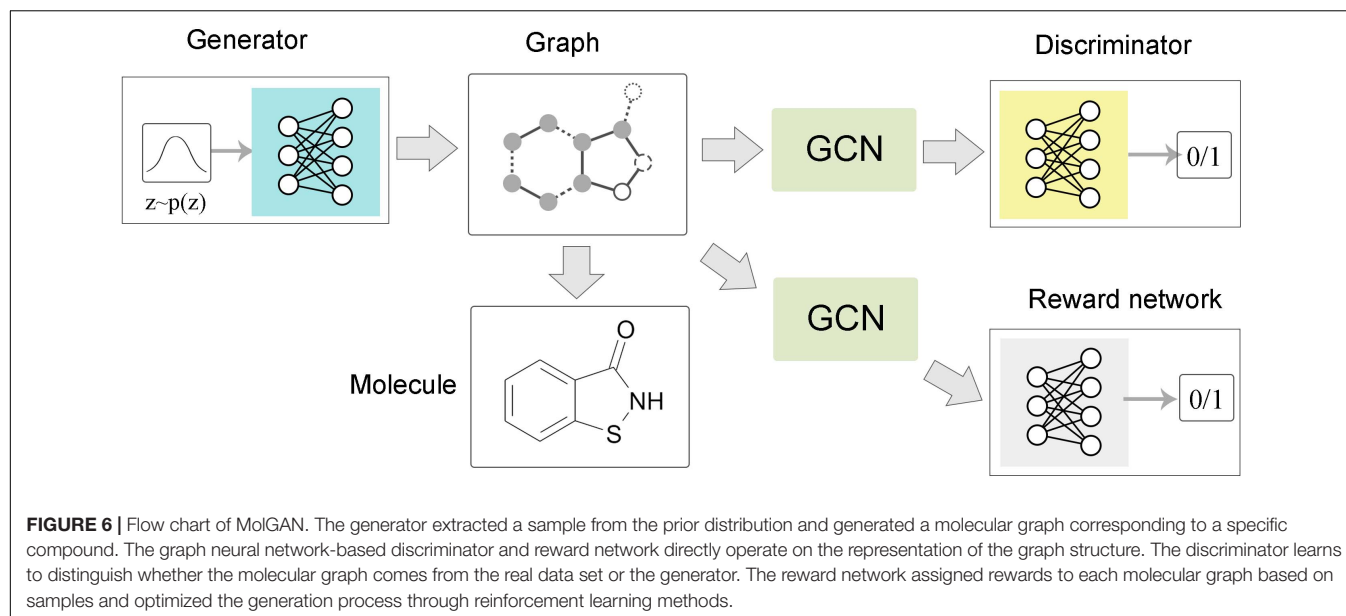 Generator
Graph
Discriminator
z~p(z)
GCN
0/1
Molecule
O
NH
S
GCN
Reward network
0/1
FIGURE 6 | Flow chart of MolGAN. The generator extracted a sample from the prior distribution and generated a molecular graph corresponding to a specific
compound. The graph neural network-based discriminator and reward network directly operate on the representation of the graph structure. The discriminator learns
to distinguish whether the molecular graph comes from the real data set or the generator. The reward network assigned rewards to each molecular graph based on
samples and optimized the generation process through reinforcement learning methods.